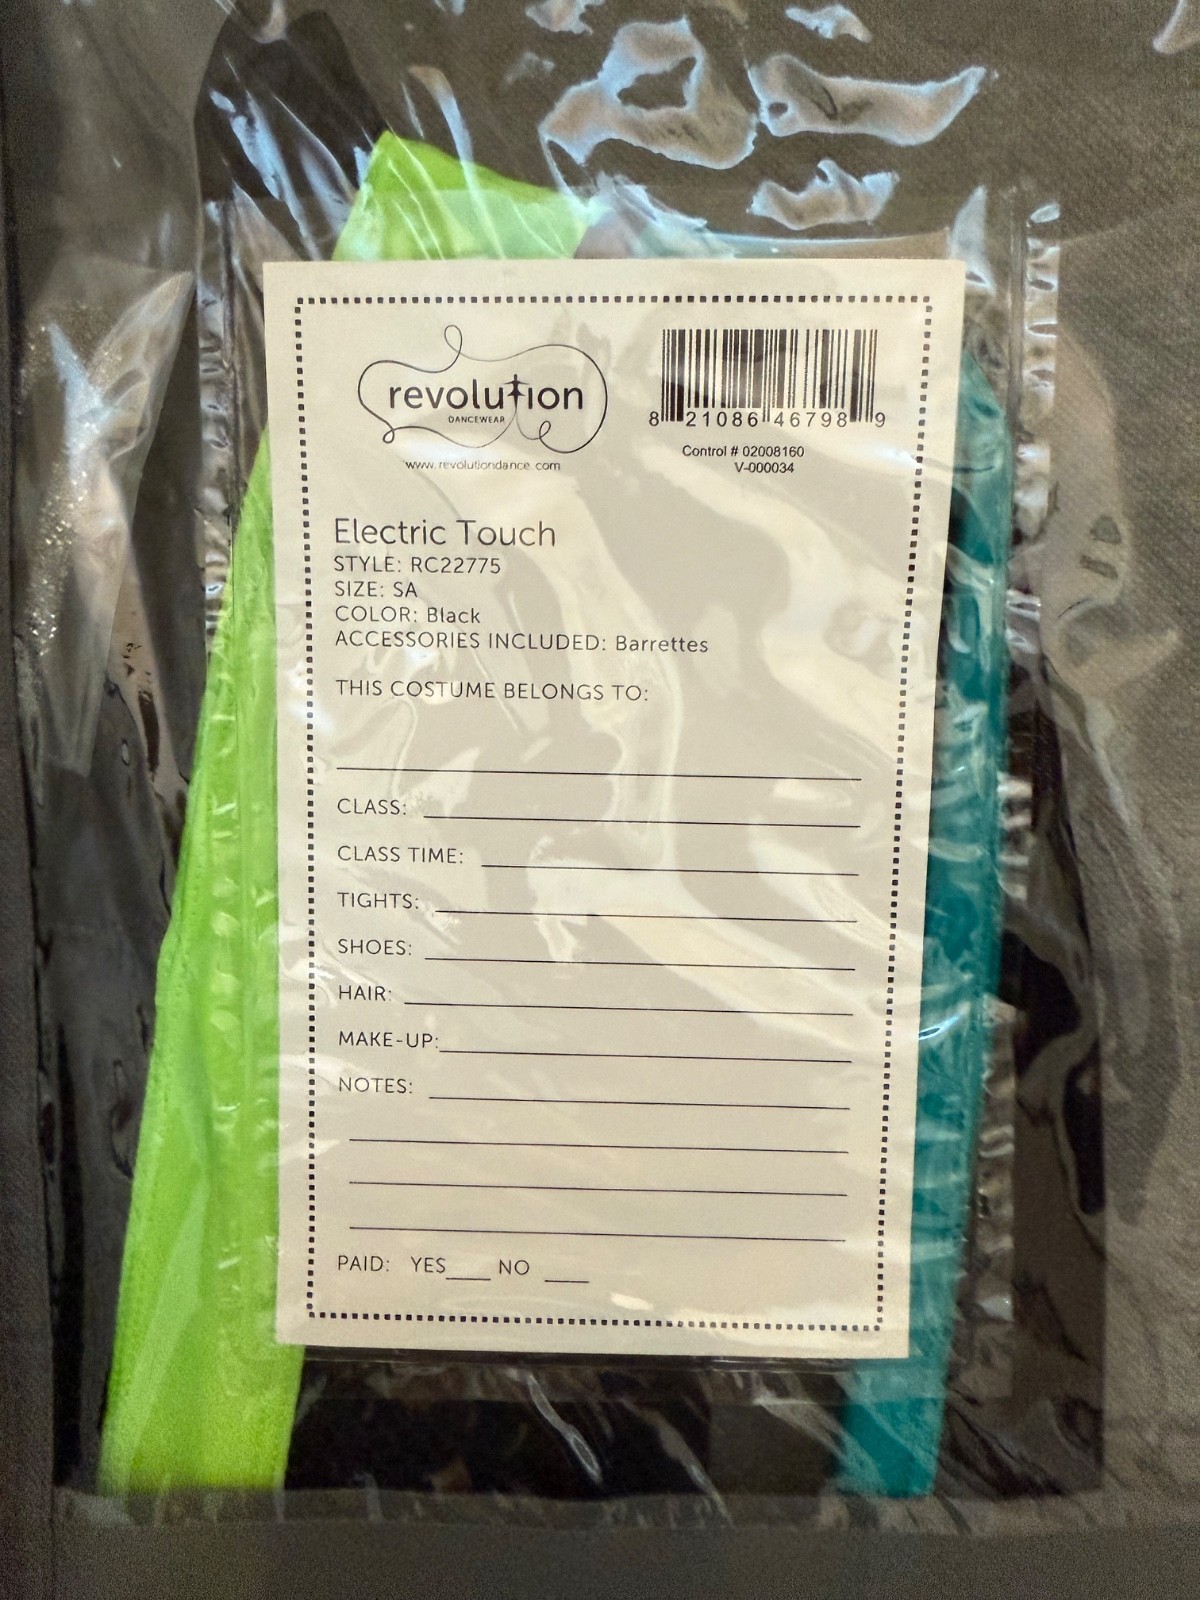 revolution
DANCEWEAR
www.revolutiondance.com
8 21086 46798 9
Control # 02008160
V-000034
Electric Touch
STYLE: RC22775
SIZE: SA
COLOR: Black
ACCESSORIES INCLUDED: Barrettes
THIS COSTUME BELONGS TO:
CLASS:
CLASS TIME:
TIGHTS:
SHOES:
HAIR:
MAKE-UP:
NOTES:
PAID: YES____ NO ____